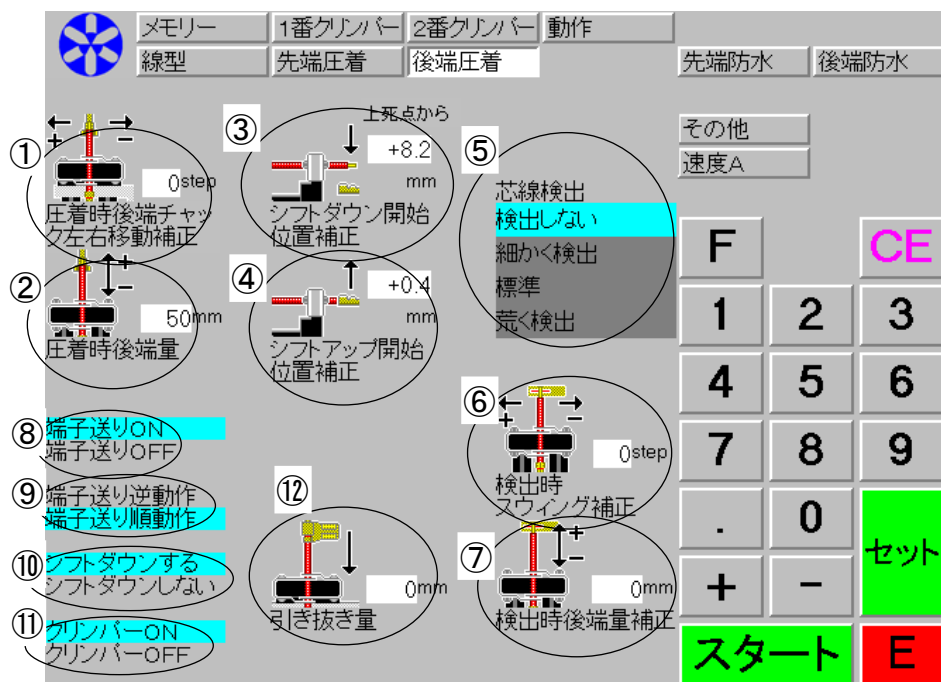 メモリー
1番クリンパー
2番クリンパー
動作
線型
先端圧着
後端圧着
先端防水
後端防水
その他
速度A
①
+
−
0step
圧着時後端チャッ
ク左右移動補正
②
+
−
50mm
圧着時後端量
③
上死点から
+8.2
mm
シフトダウン開始
位置補正
④
+0.4
mm
シフトアップ開始
位置補正
⑤
芯線検出
検出しない
細かく検出
標準
荒く検出
⑥
+
−
0step
検出時
スウィング補正
⑦
+
−
0mm
検出時後端量補正
⑧
端子送りON
端子送りOFF
⑨
端子送り逆動作
端子送り順動作
⑩
シフトダウンする
シフトダウンしない
⑪
クリンパーON
クリンパーOFF
⑫
0mm
引き抜き量
F
CE
1
2
3
4
5
6
7
8
9
.
0
セット
+
−
スタート
E